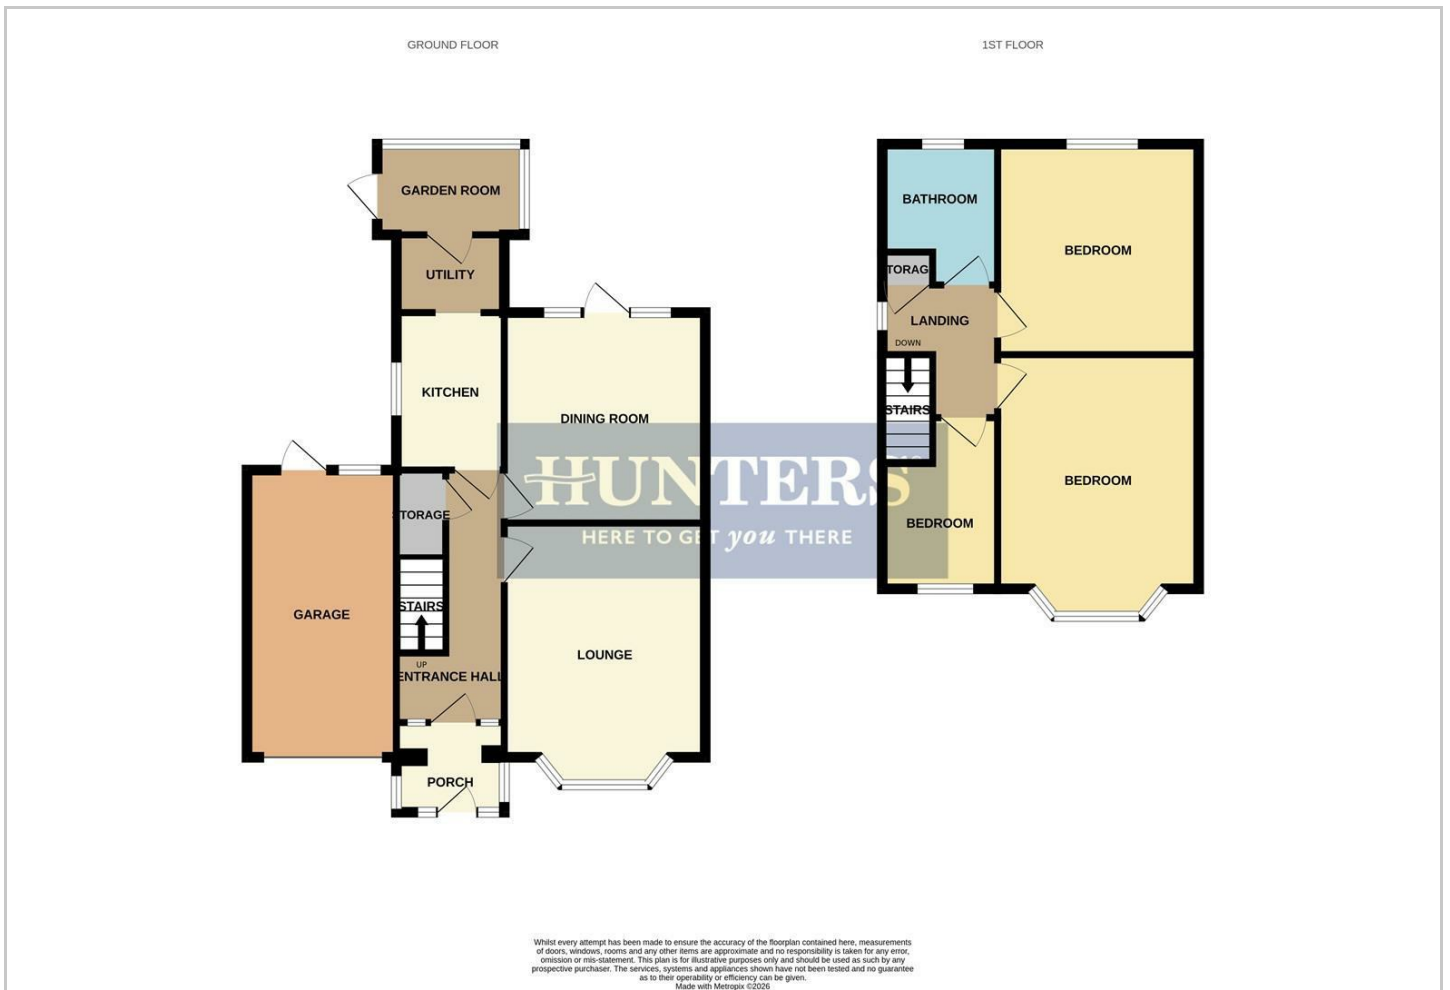 GROUND FLOOR
1ST FLOOR
GARDEN ROOM
UTILITY
KITCHEN
DINING ROOM
STORAGE
STAIRS
UP
ENTRANCE HALL
GARAGE
LOUNGE
PORCH
BATHROOM
BEDROOM
TORAG
LANDING
DOWN
STAIRS
BEDROOM
BEDROOM
HUNTERS
HERE TO GET you THERE
Whilst every attempt has been made to ensure the accuracy of the floorplan contained here, measurements
of doors, windows, rooms and any other items are approximate and no responsibility is taken for any error,
omission or mis-statement. This plan is for illustrative purposes only and should be used as such by any
prospective purchaser. The services, systems and appliances shown have not been tested and no guarantee
as to their operability or efficiency can be given.
Made with Metropix ©2026